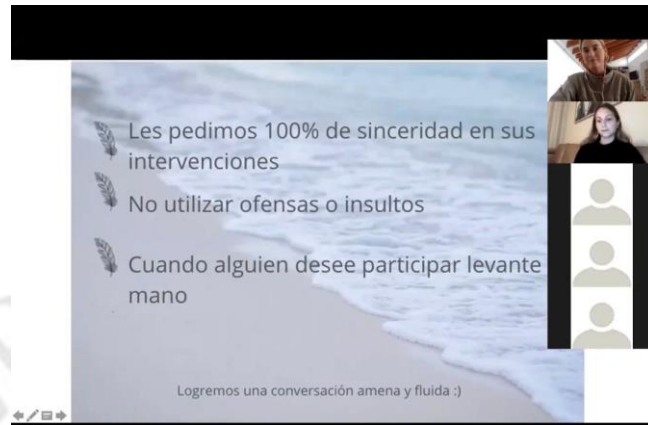 Les pedimos 100% de sinceridad en sus
intervenciones
No utilizar ofensas o insultos
Cuando alguien desee participar levante
mano
Logremos una conversación amena y fluida :)